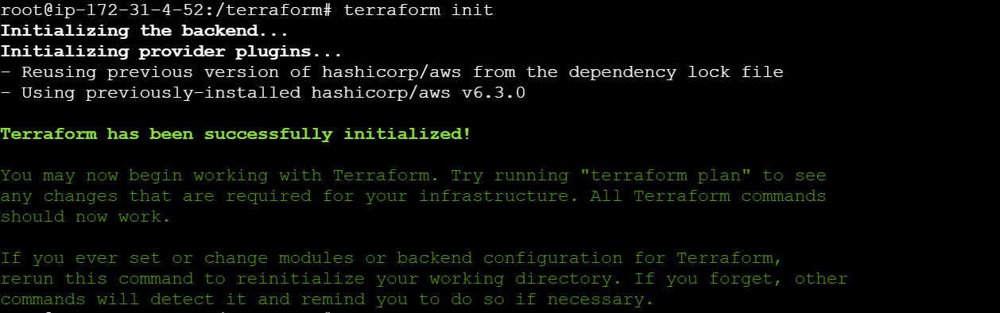 root@ip-172-31-4-52:/terraform# terraform init
Initializing the backend...
Initializing provider plugins...
- Reusing previous version of hashicorp/aws from the dependency lock file
- Using previously-installed hashicorp/aws v6.3.0
Terraform has been successfully initialized!
You may now begin working with Terraform. Try running "terraform plan" to see
any changes that are required for your infrastructure. All Terraform commands
should now work.
If you ever set or change modules or backend configuration for Terraform,
rerun this command to reinitialize your working directory. If you forget, other
commands will detect it and remind you to do so if necessary.